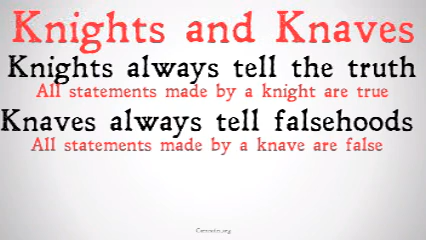 Knights and Knaves
Knights always tell the truth
All statements made by a knight are true
Knaves always tell falsehoods
All statements made by a knave are false